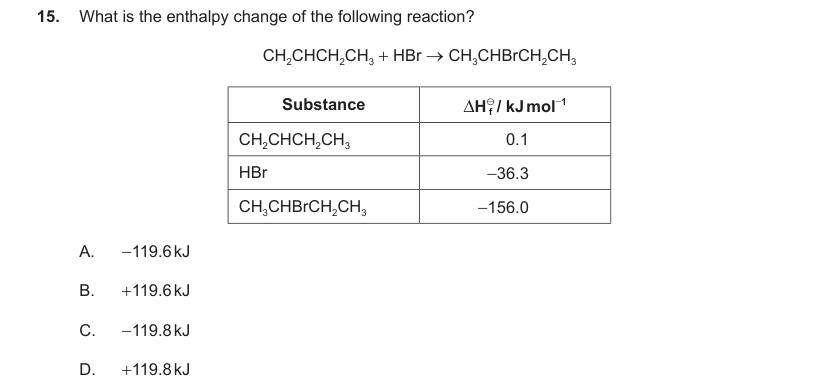 15. What is the enthalpy change of the following reaction?
CH₂CHCH₂CH₃ + HBr → CH₃CHBrCH₂CH₃
Substance ΔH⦵f / kJ mol⁻¹
CH₂CHCH₂CH₃ 0.1
HBr −36.3
CH₃CHBrCH₂CH₃ −156.0
A. −119.6 kJ
B. +119.6 kJ
C. −119.8 kJ
D. +119.8 kJ